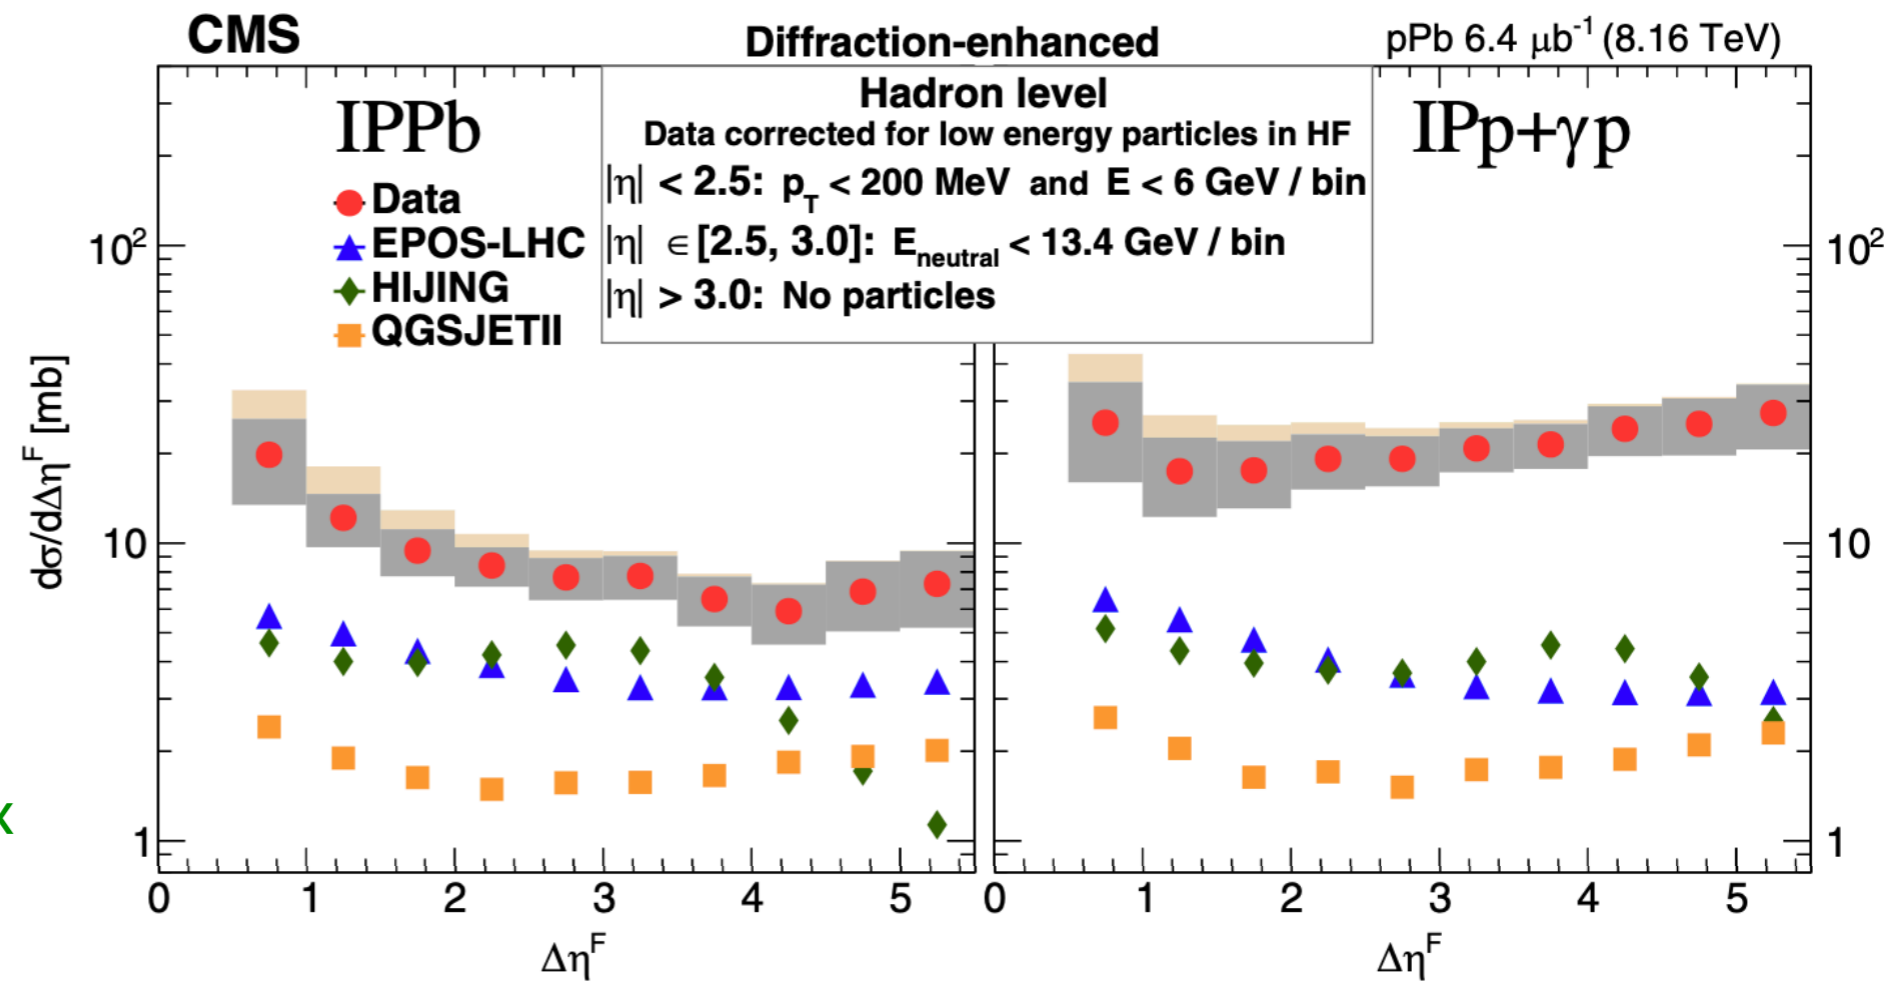 CMS
Diffraction-enhanced
pPb 6.4 μb⁻¹ (8.16 TeV)
IPPb
Data
EPOS-LHC
HIJING
QGSJETII
Hadron level
Data corrected for low energy particles in HF
|η| < 2.5: p_T < 200 MeV and E < 6 GeV / bin
|η| ∈ [2.5, 3.0]: E_neutral < 13.4 GeV / bin
|η| > 3.0: No particles
IPp+γp
dσ/dΔη^F [mb]
10²
10
1
10²
10
1
0 1 2 3 4 5
0 1 2 3 4 5
Δη^F
Δη^F
x